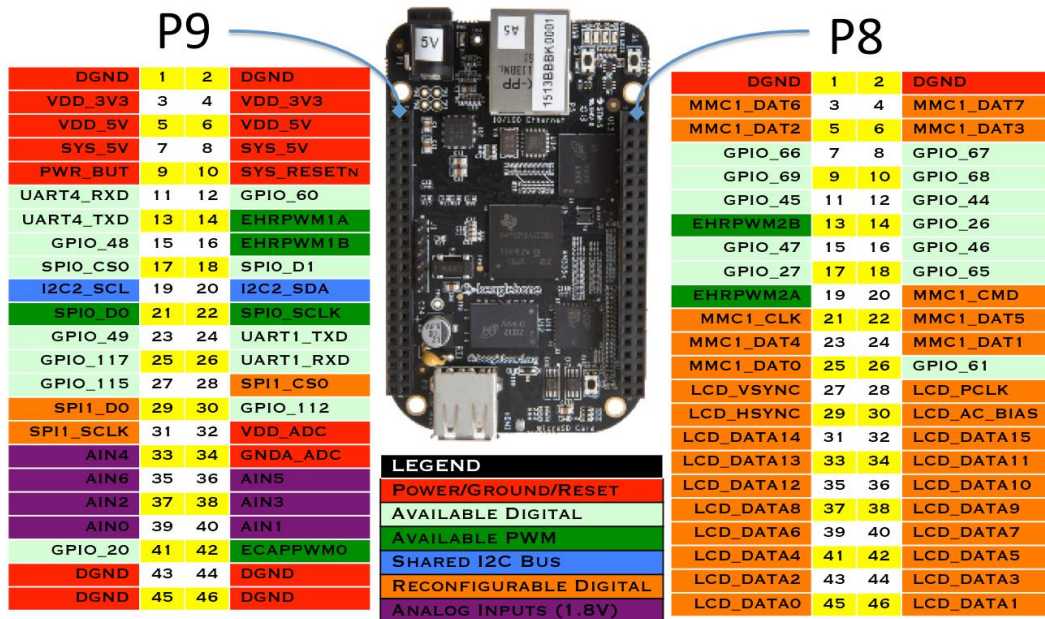 P9
DGND 1 2 DGND
VDD_3V3 3 4 VDD_3V3
VDD_5V 5 6 VDD_5V
SYS_5V 7 8 SYS_5V
PWR_BUT 9 10 SYS_RESETN
UART4_RXD 11 12 GPIO_60
UART4_TXD 13 14 EHRPWM1A
GPIO_48 15 16 EHRPWM1B
SPI0_CS0 17 18 SPI0_D1
I2C2_SCL 19 20 I2C2_SDA
SPI0_D0 21 22 SPI0_SCLK
GPIO_49 23 24 UART1_TXD
GPIO_117 25 26 UART1_RXD
GPIO_115 27 28 SPI1_CS0
SPI1_D0 29 30 GPIO_112
SPI1_SCLK 31 32 VDD_ADC
AIN4 33 34 GNDA_ADC
AIN6 35 36 AIN5
AIN2 37 38 AIN3
AIN0 39 40 AIN1
GPIO_20 41 42 ECAPPWM0
DGND 43 44 DGND
DGND 45 46 DGND
5V
A5
1513BBBK0001
10/100 Ethernet
beaglebone
MicroSD Card
LEGEND
POWER/GROUND/RESET
AVAILABLE DIGITAL
AVAILABLE PWM
SHARED I2C BUS
RECONFIGURABLE DIGITAL
ANALOG INPUTS (1.8V)
P8
DGND 1 2 DGND
MMC1_DAT6 3 4 MMC1_DAT7
MMC1_DAT2 5 6 MMC1_DAT3
GPIO_66 7 8 GPIO_67
GPIO_69 9 10 GPIO_68
GPIO_45 11 12 GPIO_44
EHRPWM2B 13 14 GPIO_26
GPIO_47 15 16 GPIO_46
GPIO_27 17 18 GPIO_65
EHRPWM2A 19 20 MMC1_CMD
MMC1_CLK 21 22 MMC1_DAT5
MMC1_DAT4 23 24 MMC1_DAT1
MMC1_DAT0 25 26 GPIO_61
LCD_VSYNC 27 28 LCD_PCLK
LCD_HSYNC 29 30 LCD_AC_BIAS
LCD_DATA14 31 32 LCD_DATA15
LCD_DATA13 33 34 LCD_DATA11
LCD_DATA12 35 36 LCD_DATA10
LCD_DATA8 37 38 LCD_DATA9
LCD_DATA6 39 40 LCD_DATA7
LCD_DATA4 41 42 LCD_DATA5
LCD_DATA2 43 44 LCD_DATA3
LCD_DATA0 45 46 LCD_DATA1